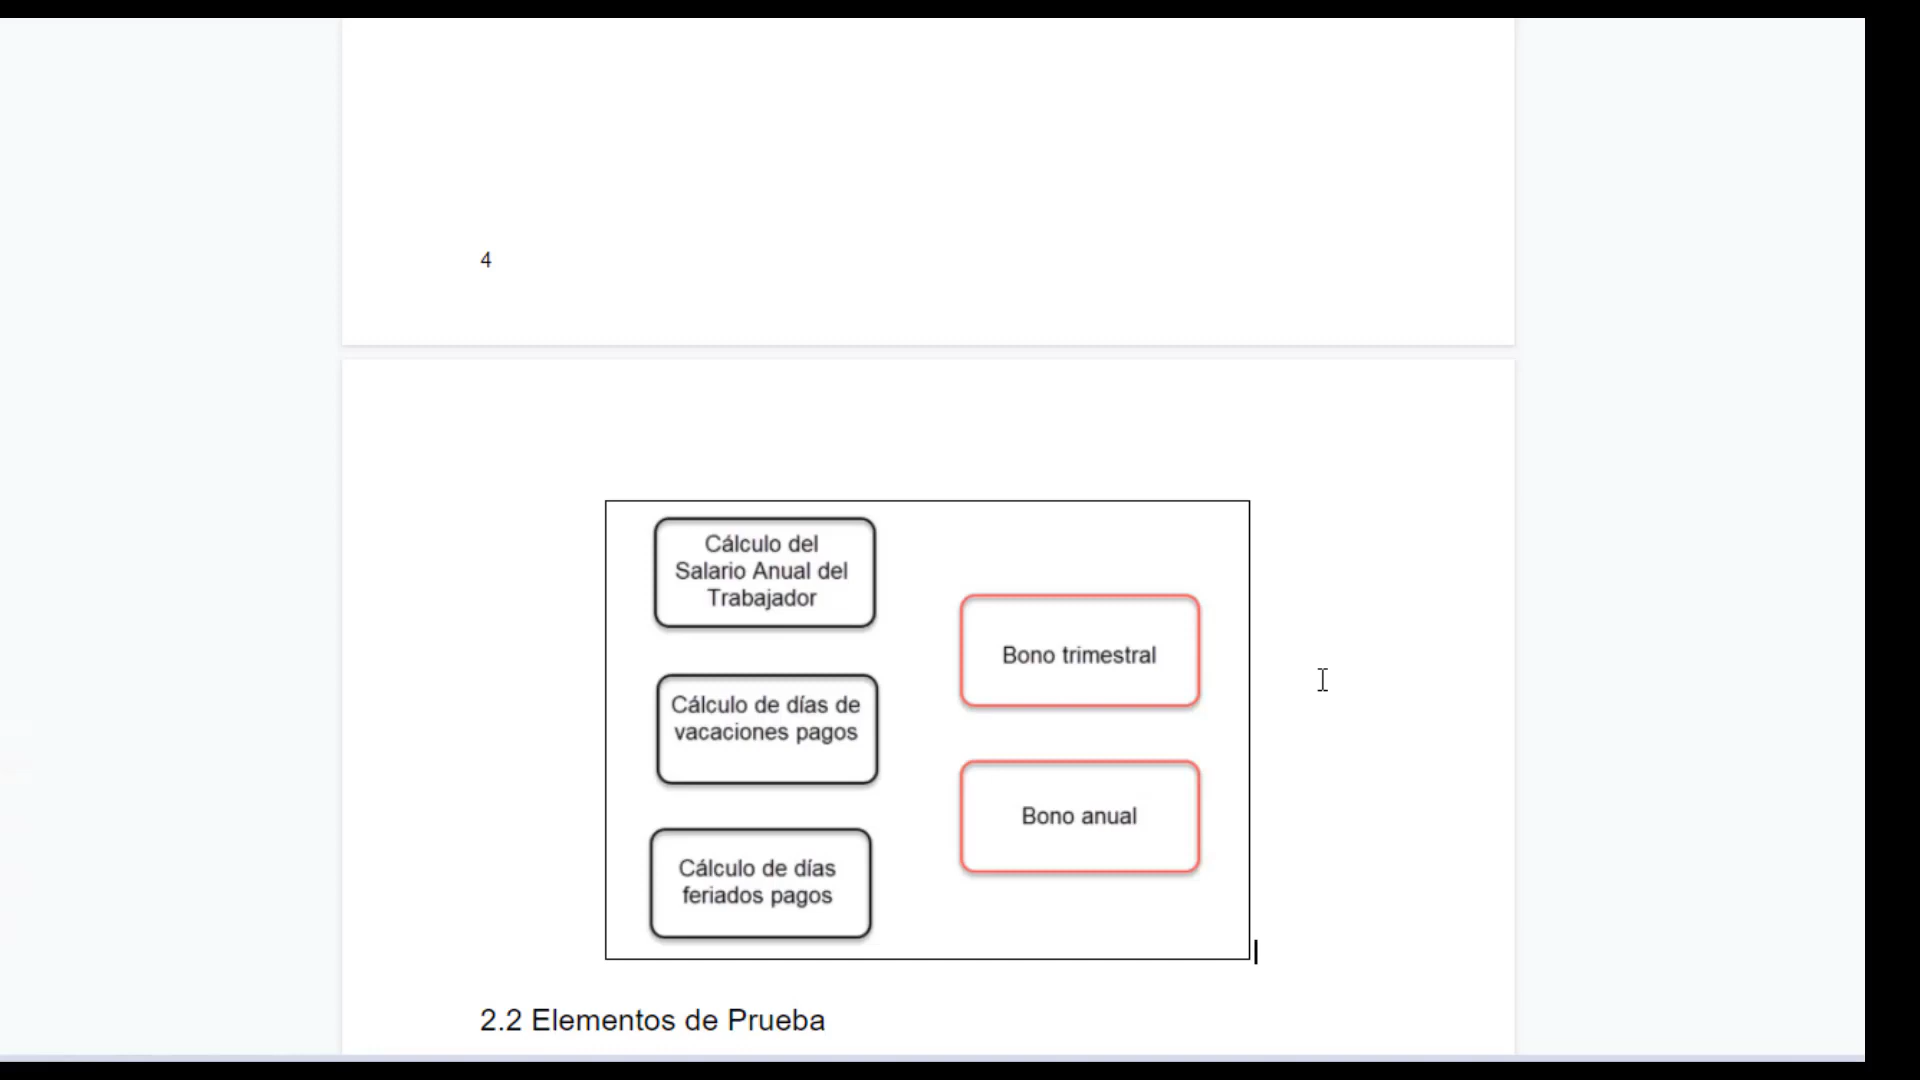 4
Cálculo del
Salario Anual del
Trabajador
Cálculo de días de
vacaciones pagos
Cálculo de días
feriados pagos
Bono trimestral
Bono anual
2.2 Elementos de Prueba